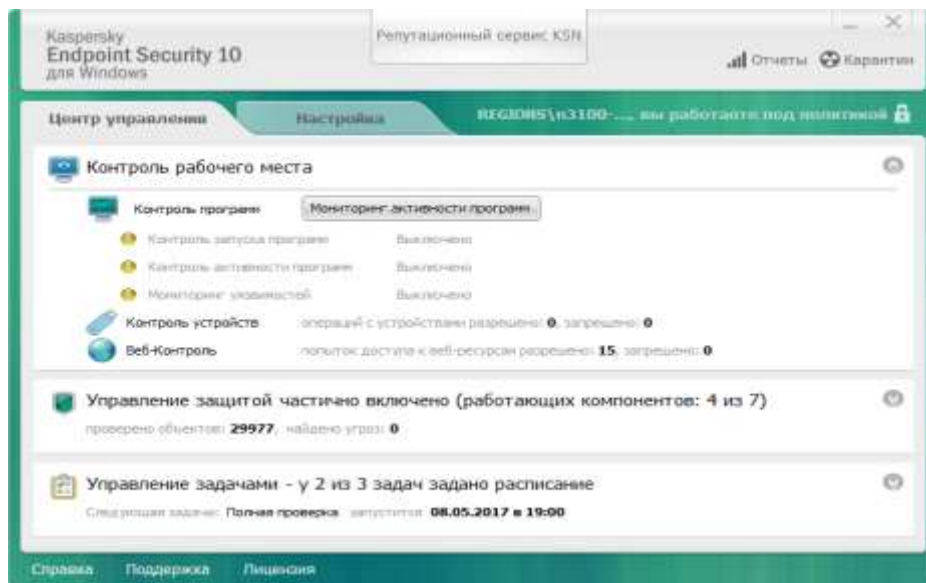 Kaspersky
Endpoint Security 10
для Windows
Репутационный сервис KSN
Отчеты
Карантин
Центр управления
Настройка
REGIONS\n3100-..., вы работаете под политикой
Контроль рабочего места
Контроль программ
Мониторинг активности программ
Контроль запуска программ Выключено
Контроль активности программ Выключено
Мониторинг уязвимостей Выключено
Контроль устройств операций с устройствами разрешено: 0, запрещено: 0
Веб-Контроль попыток доступа к веб-ресурсам разрешено: 15, запрещено: 0
Управление защитой частично включено (работающих компонентов: 4 из 7)
проверено объектов: 29977, найдено угроз: 0
Управление задачами - у 2 из 3 задач задано расписание
Следующая задача: Полная проверка запустится 08.05.2017 в 19:00
Справка Поддержка Лицензия